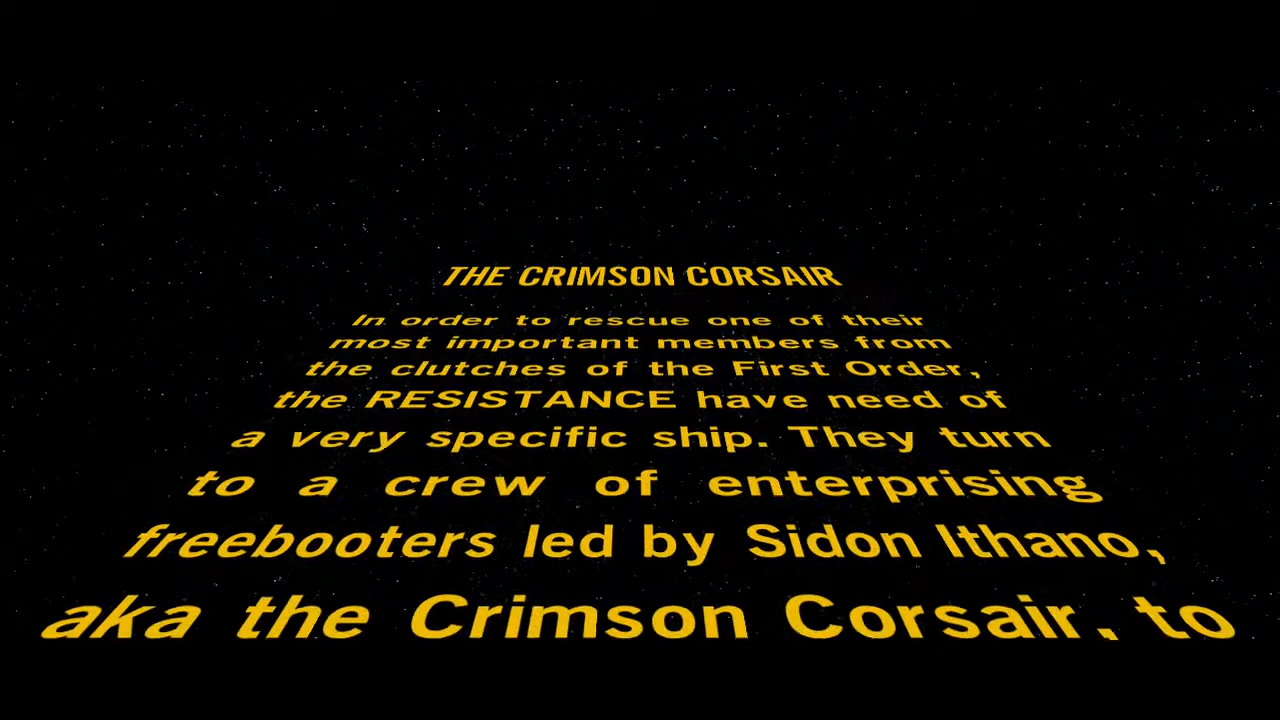 THE CRIMSON CORSAIR
In order to rescue one of their
most important members from
the clutches of the First Order,
the RESISTANCE have need of
a very specific ship. They turn
to a crew of enterprising
freebooters led by Sidon Ithano,
aka the Crimson Corsair, to